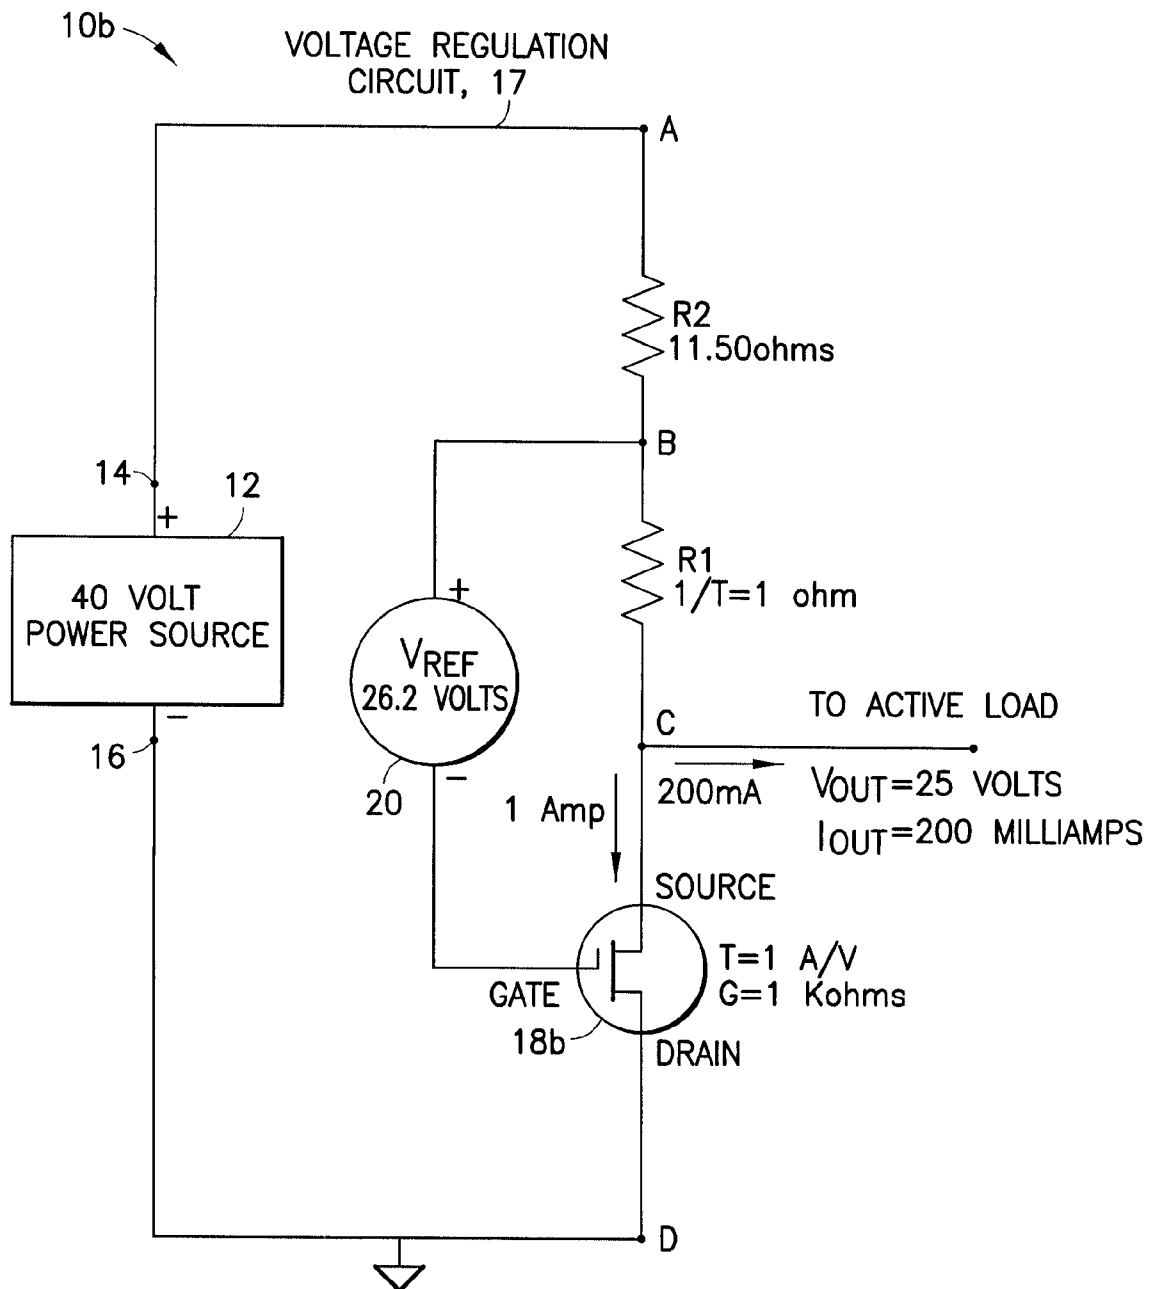 10b
VOLTAGE REGULATION
CIRCUIT, 17
A
R2
11.50ohms
B
14
12
+
40 VOLT
POWER SOURCE
−
16
R1
1/T=1 ohm
+
VREF
26.2 VOLTS
−
20
C
TO ACTIVE LOAD
200mA
VOUT=25 VOLTS
IOUT=200 MILLIAMPS
1 Amp
SOURCE
T=1 A/V
G=1 Kohms
GATE
18b
DRAIN
D